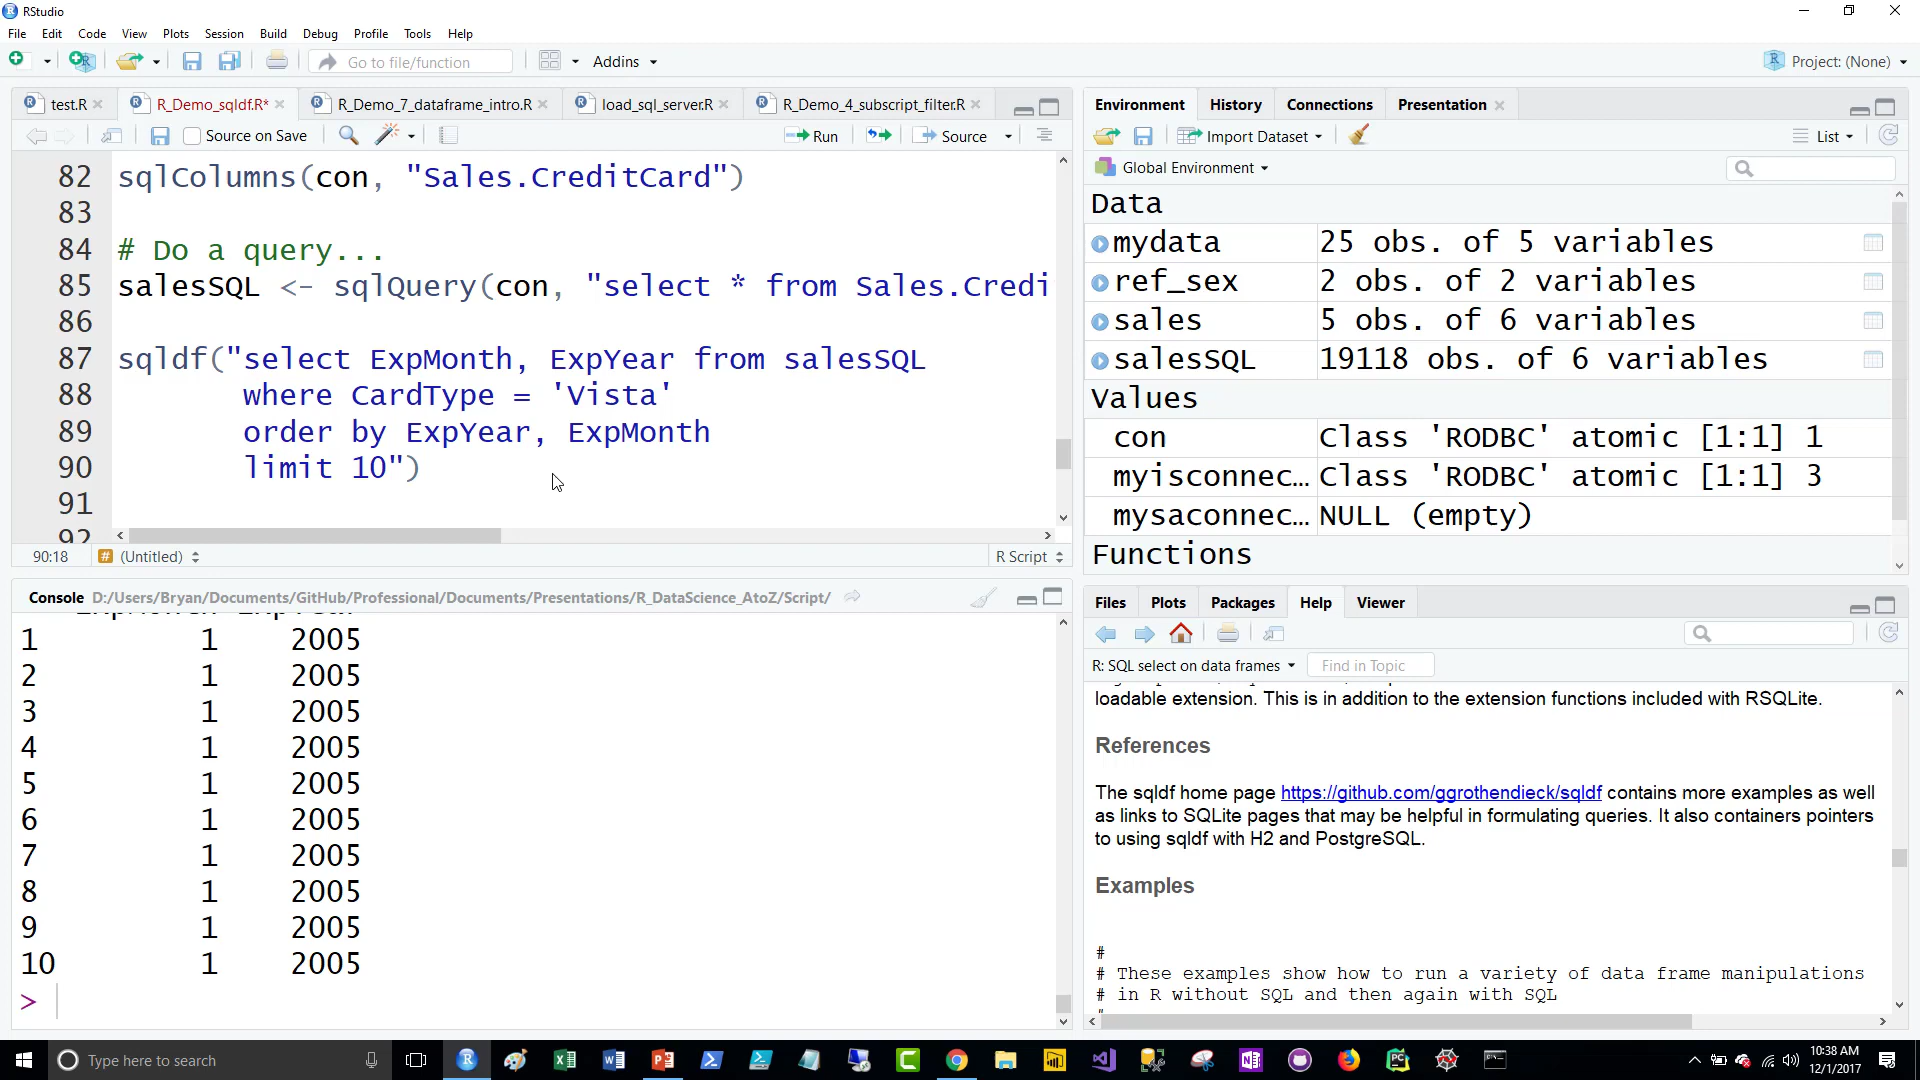 RStudio
File Edit Code View Plots Session Build Debug Profile Tools Help
Go to file/function Addins Project: (None)
test.R R_Demo_sqldf.R* R_Demo_7_dataframe_intro.R load_sql_server.R R_Demo_4_subscript_filter.R
Source on Save Run Source
82 sqlColumns(con, "Sales.CreditCard")
83
84 # Do a query...
85 salesSQL <- sqlQuery(con, "select * from Sales.Credi
86
87 sqldf("select ExpMonth, ExpYear from salesSQL
88 where CardType = 'Vista'
89 order by ExpYear, ExpMonth
90 limit 10")
91
92
90:18 (Untitled) R Script
Console D:/Users/Bryan/Documents/GitHub/Professional/Documents/Presentations/R_DataScience_AtoZ/Script/
1 1 2005
2 1 2005
3 1 2005
4 1 2005
5 1 2005
6 1 2005
7 1 2005
8 1 2005
9 1 2005
10 1 2005
>
Environment History Connections Presentation
Import Dataset List
Global Environment
Data
mydata 25 obs. of 5 variables
ref_sex 2 obs. of 2 variables
sales 5 obs. of 6 variables
salesSQL 19118 obs. of 6 variables
Values
con Class 'RODBC' atomic [1:1] 1
myisconnec… Class 'RODBC' atomic [1:1] 3
mysaconnec… NULL (empty)
Functions
Files Plots Packages Help Viewer
R: SQL select on data frames Find in Topic
loadable extension. This is in addition to the extension functions included with RSQLite.
References
The sqldf home page https://github.com/ggrothendieck/sqldf contains more examples as well
as links to SQLite pages that may be helpful in formulating queries. It also containers pointers
to using sqldf with H2 and PostgreSQL.
Examples
#
# These examples show how to run a variety of data frame manipulations
# in R without SQL and then again with SQL
Type here to search
10:38 AM
12/1/2017